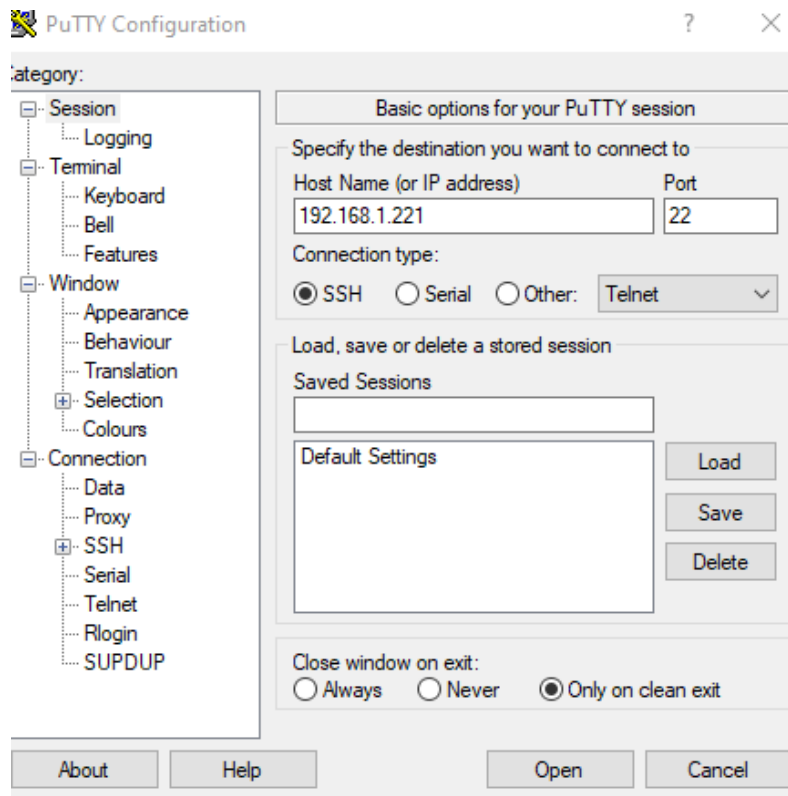 PuTTY Configuration
?
Category:
Session
Logging
Terminal
Keyboard
Bell
Features
Window
Appearance
Behaviour
Translation
Selection
Colours
Connection
Data
Proxy
SSH
Serial
Telnet
Rlogin
SUPDUP
Basic options for your PuTTY session
Specify the destination you want to connect to
Host Name (or IP address) Port
192.168.1.221 22
Connection type:
SSH Serial Other: Telnet
Load, save or delete a stored session
Saved Sessions
Default Settings
Load
Save
Delete
Close window on exit:
Always Never Only on clean exit
About Help Open Cancel